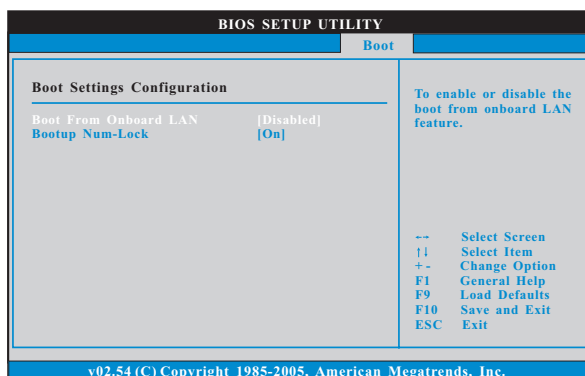 BIOS SETUP UTILITY
Boot
Boot Settings Configuration
Boot From Onboard LAN [Disabled]
Bootup Num-Lock [On]
To enable or disable the
boot from onboard LAN
feature.
←→ Select Screen
↑↓ Select Item
+ - Change Option
F1 General Help
F9 Load Defaults
F10 Save and Exit
ESC Exit
v02.54 (C) Copyright 1985-2005, American Megatrends, Inc.